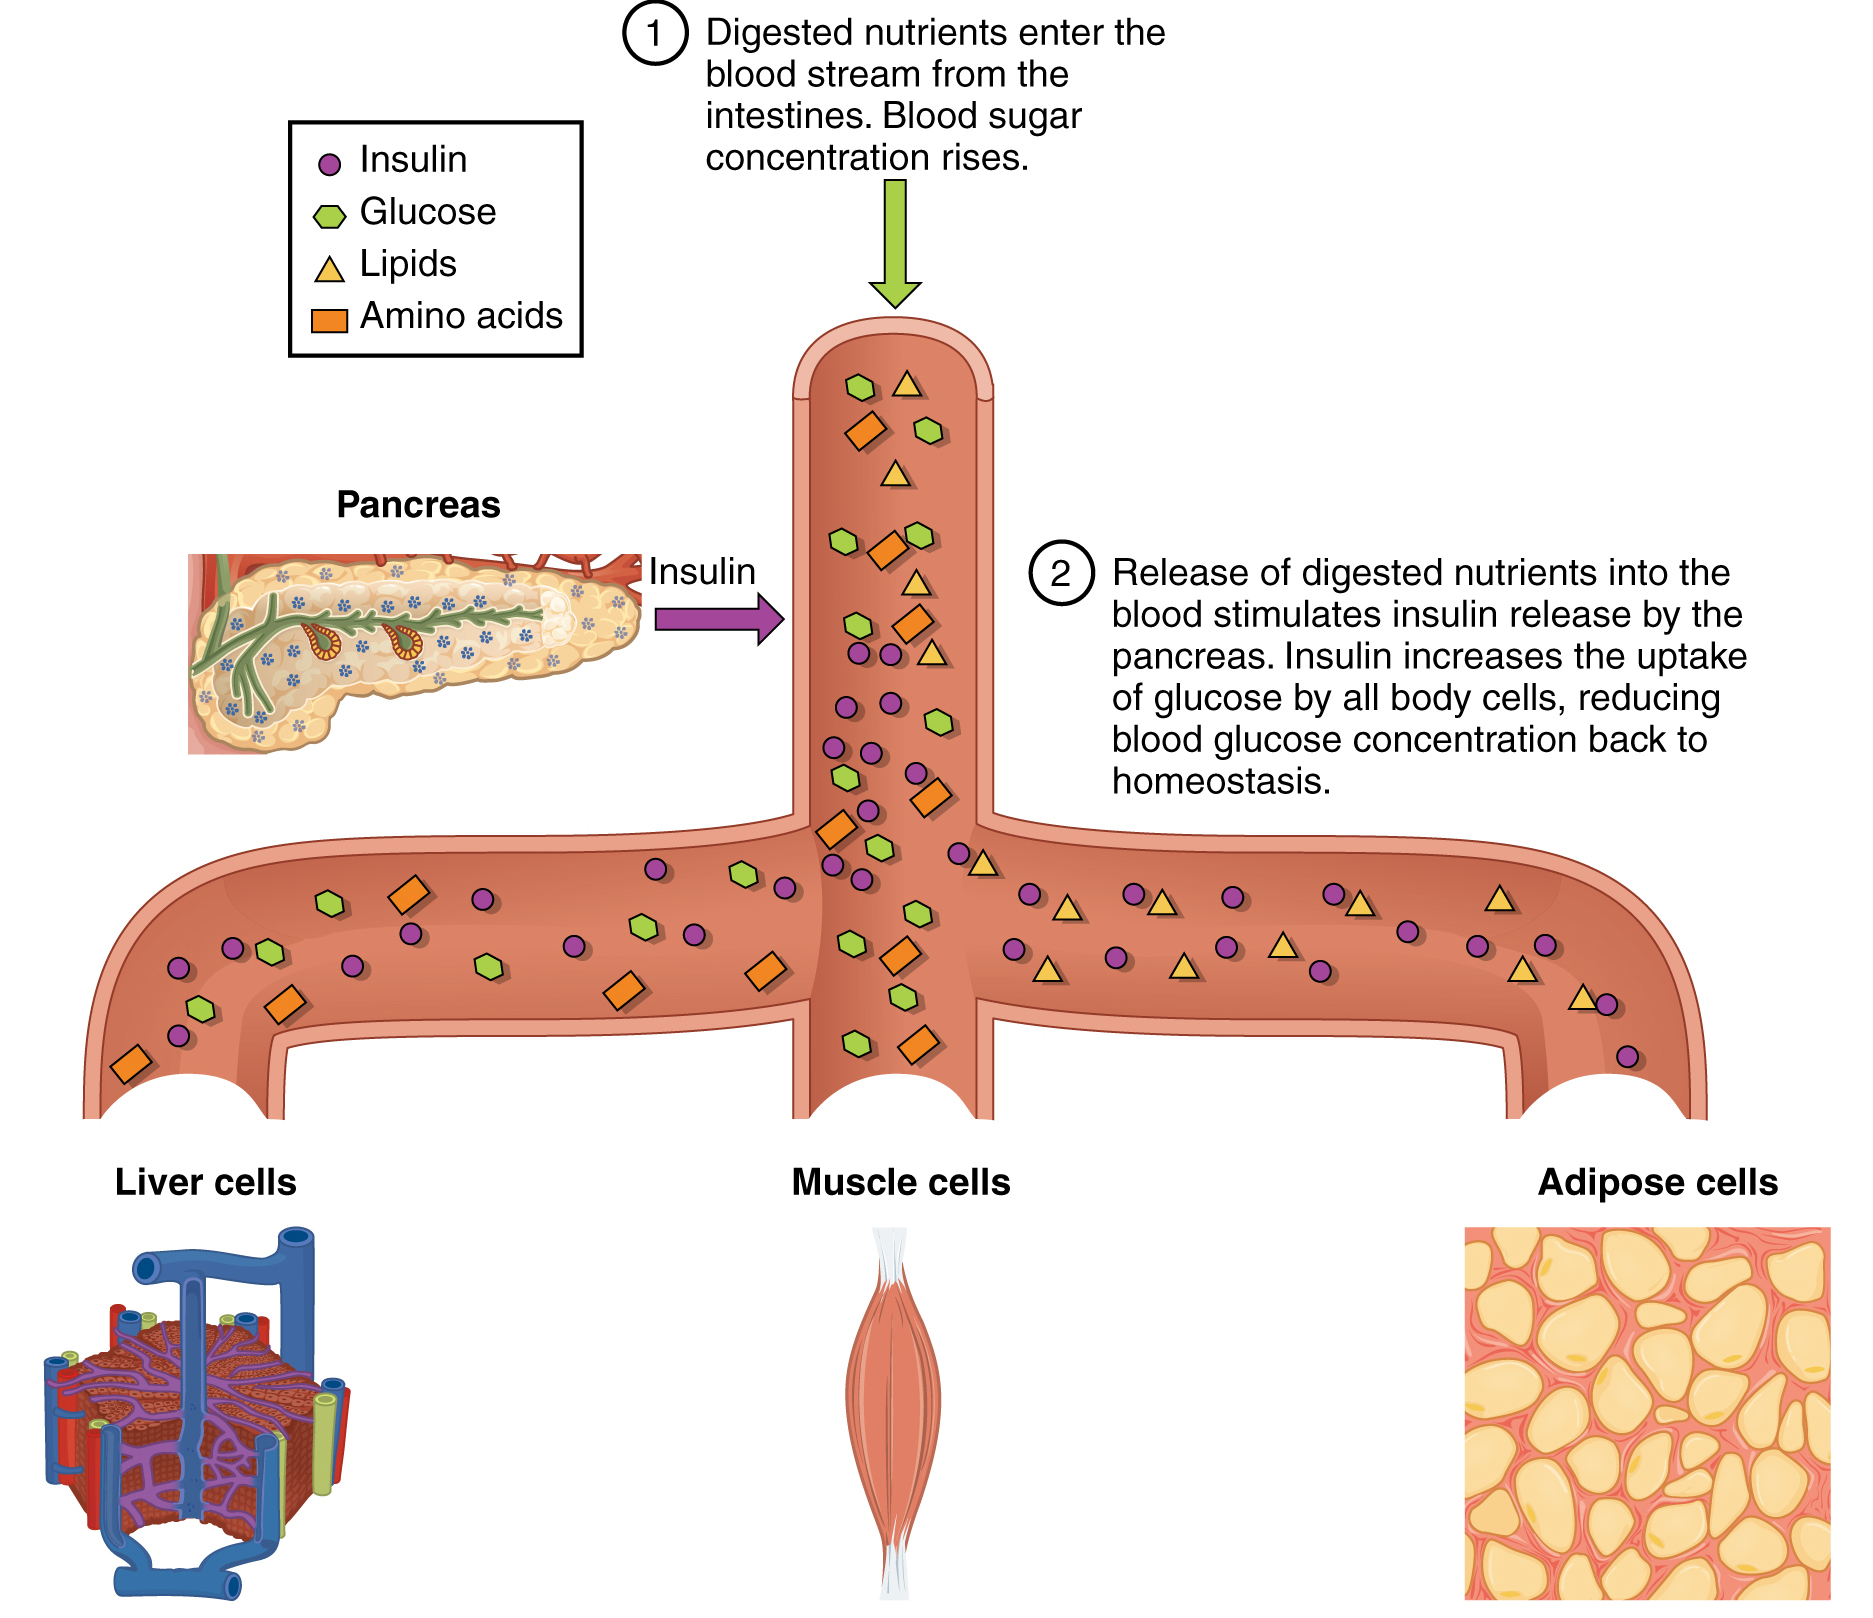 1
Digested nutrients enter the
blood stream from the
intestines. Blood sugar
concentration rises.
Insulin
Glucose
Lipids
Amino acids
Pancreas
Insulin
2
Release of digested nutrients into the
blood stimulates insulin release by the
pancreas. Insulin increases the uptake
of glucose by all body cells, reducing
blood glucose concentration back to
homeostasis.
Liver cells
Muscle cells
Adipose cells